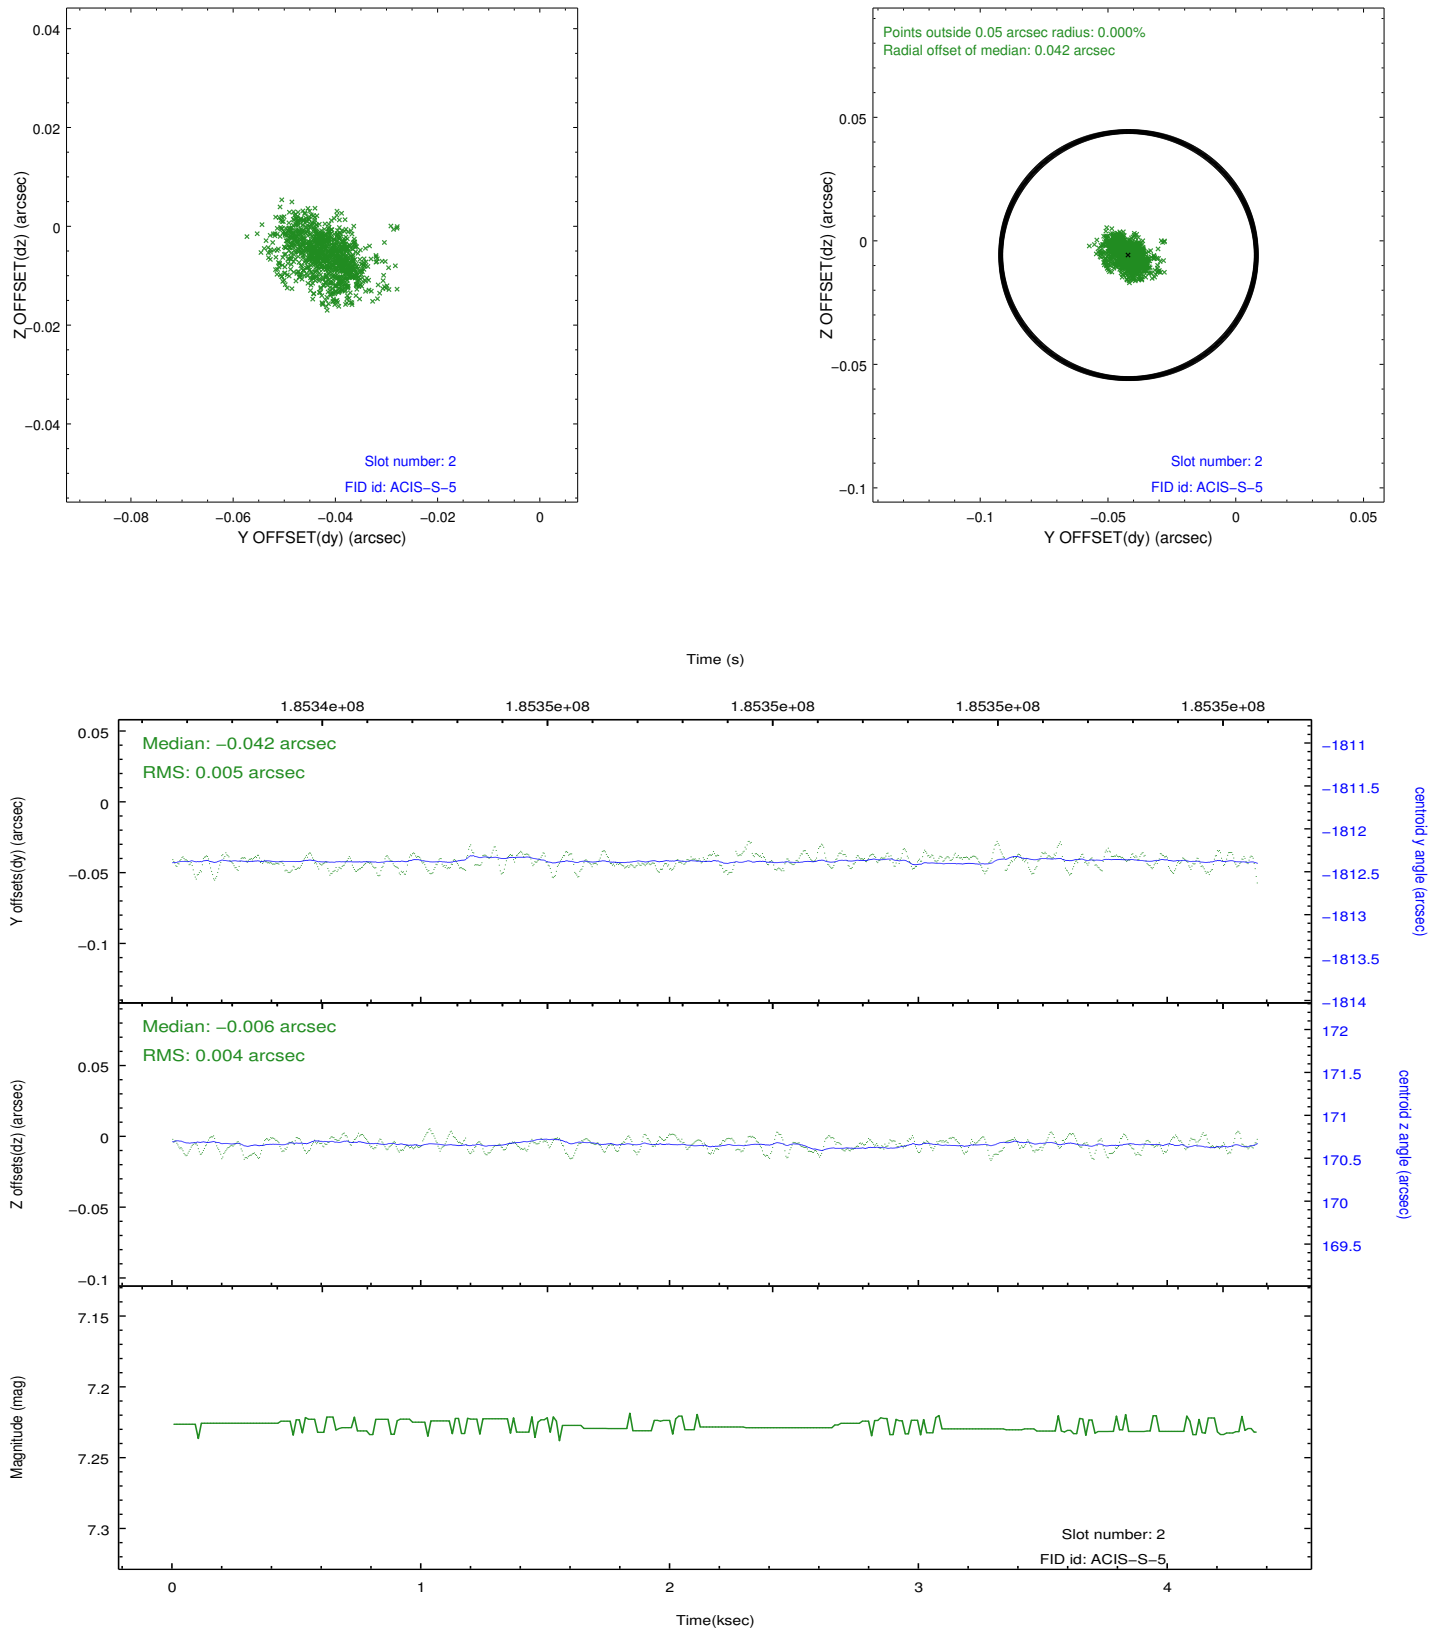 0.04
0.02
0
−0.02
−0.04
Z OFFSET(dz) (arcsec)
Slot number: 2
FID id: ACIS−S−5
−0.08
−0.06
−0.04
−0.02
0
Y OFFSET(dy) (arcsec)
Points outside 0.05 arcsec radius: 0.000%
Radial offset of median: 0.042 arcsec
0.05
0
−0.05
−0.1
Z OFFSET(dz) (arcsec)
Slot number: 2
FID id: ACIS−S−5
−0.1
−0.05
0
0.05
Y OFFSET(dy) (arcsec)
Time (s)
1.8534e+08
1.8535e+08
1.8535e+08
1.8535e+08
1.8535e+08
Median: −0.042 arcsec
RMS: 0.005 arcsec
0.05
0
−0.05
−0.1
Y offsets(dy) (arcsec)
−1811
−1811.5
−1812
−1812.5
−1813
−1813.5
−1814
centroid y angle (arcsec)
Median: −0.006 arcsec
RMS: 0.004 arcsec
0.05
0
−0.05
−0.1
Z offsets(dz) (arcsec)
172
171.5
171
170.5
170
169.5
centroid z angle (arcsec)
7.15
7.2
7.25
7.3
Magnitude (mag)
Slot number: 2
FID id: ACIS−S−5
0
1
2
3
4
Time(ksec)